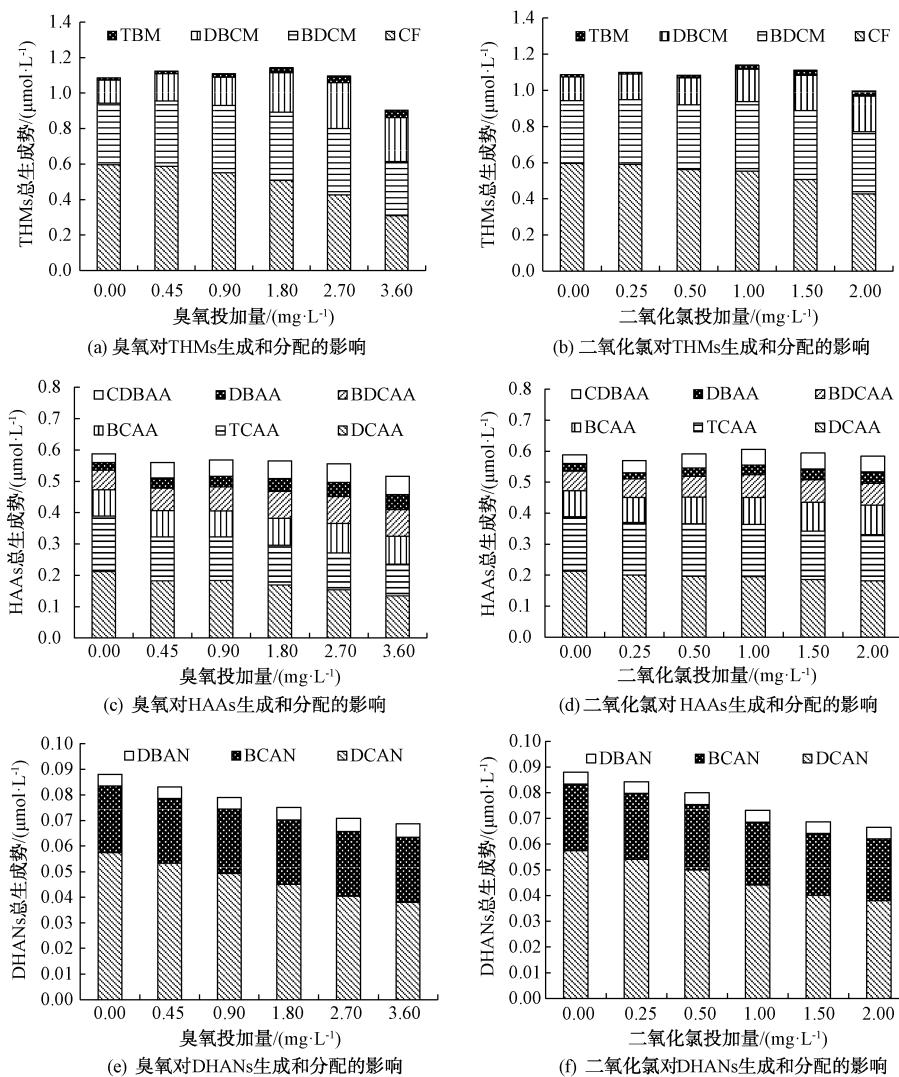 THMs总生成势/(μmol·L⁻¹)
1.4
1.2
1.0
0.8
0.6
0.4
0.2
0.0
TBM DBCM BDCM CF
0.00 0.45 0.90 1.80 2.70 3.60
臭氧投加量/(mg·L⁻¹)
(a) 臭氧对THMs生成和分配的影响
THMs总生成势/(μmol·L⁻¹)
1.4
1.2
1.0
0.8
0.6
0.4
0.2
0.0
TBM DBCM BDCM CF
0.00 0.25 0.50 1.00 1.50 2.00
二氧化氯投加量/(mg·L⁻¹)
(b) 二氧化氯对THMs生成和分配的影响
HAAs总生成势/(μmol·L⁻¹)
0.8
0.7
0.6
0.5
0.4
0.3
0.2
0.1
0.0
CDBAA DBAA BDCAA
BCAA TCAA DCAA
0.00 0.45 0.90 1.80 2.70 3.60
臭氧投加量/(mg·L⁻¹)
(c) 臭氧对HAAs生成和分配的影响
HAAs总生成势/(μmol·L⁻¹)
0.8
0.7
0.6
0.5
0.4
0.3
0.2
0.1
0.0
CDBAA DBAA BDCAA
BCAA TCAA DCAA
0.00 0.25 0.50 1.00 1.50 2.00
二氧化氯投加量/(mg·L⁻¹)
(d) 二氧化氯对 HAAs生成和分配的影响
DHANs总生成势/(μmol·L⁻¹)
0.10
0.09
0.08
0.07
0.06
0.05
0.04
0.03
0.02
0.01
0.00
DBAN BCAN DCAN
0.00 0.45 0.90 1.80 2.70 3.60
臭氧投加量/(mg·L⁻¹)
(e) 臭氧对DHANs生成和分配的影响
DHANs总生成势/(μmol·L⁻¹)
0.10
0.09
0.08
0.07
0.06
0.05
0.04
0.03
0.02
0.01
0.00
DBAN BCAN DCAN
0.00 0.25 0.50 1.00 1.50 2.00
二氧化氯投加量/(mg·L⁻¹)
(f) 二氧化氯对DHANs生成和分配的影响